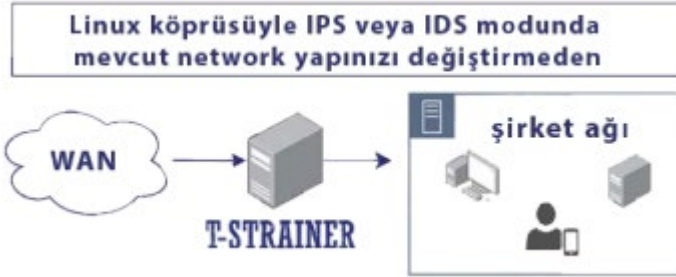 Linux köprüsüyle IPS veya IDS modunda
mevcut network yapınızı değiştirmeden
WAN
T-STRAINER
şirket ağı